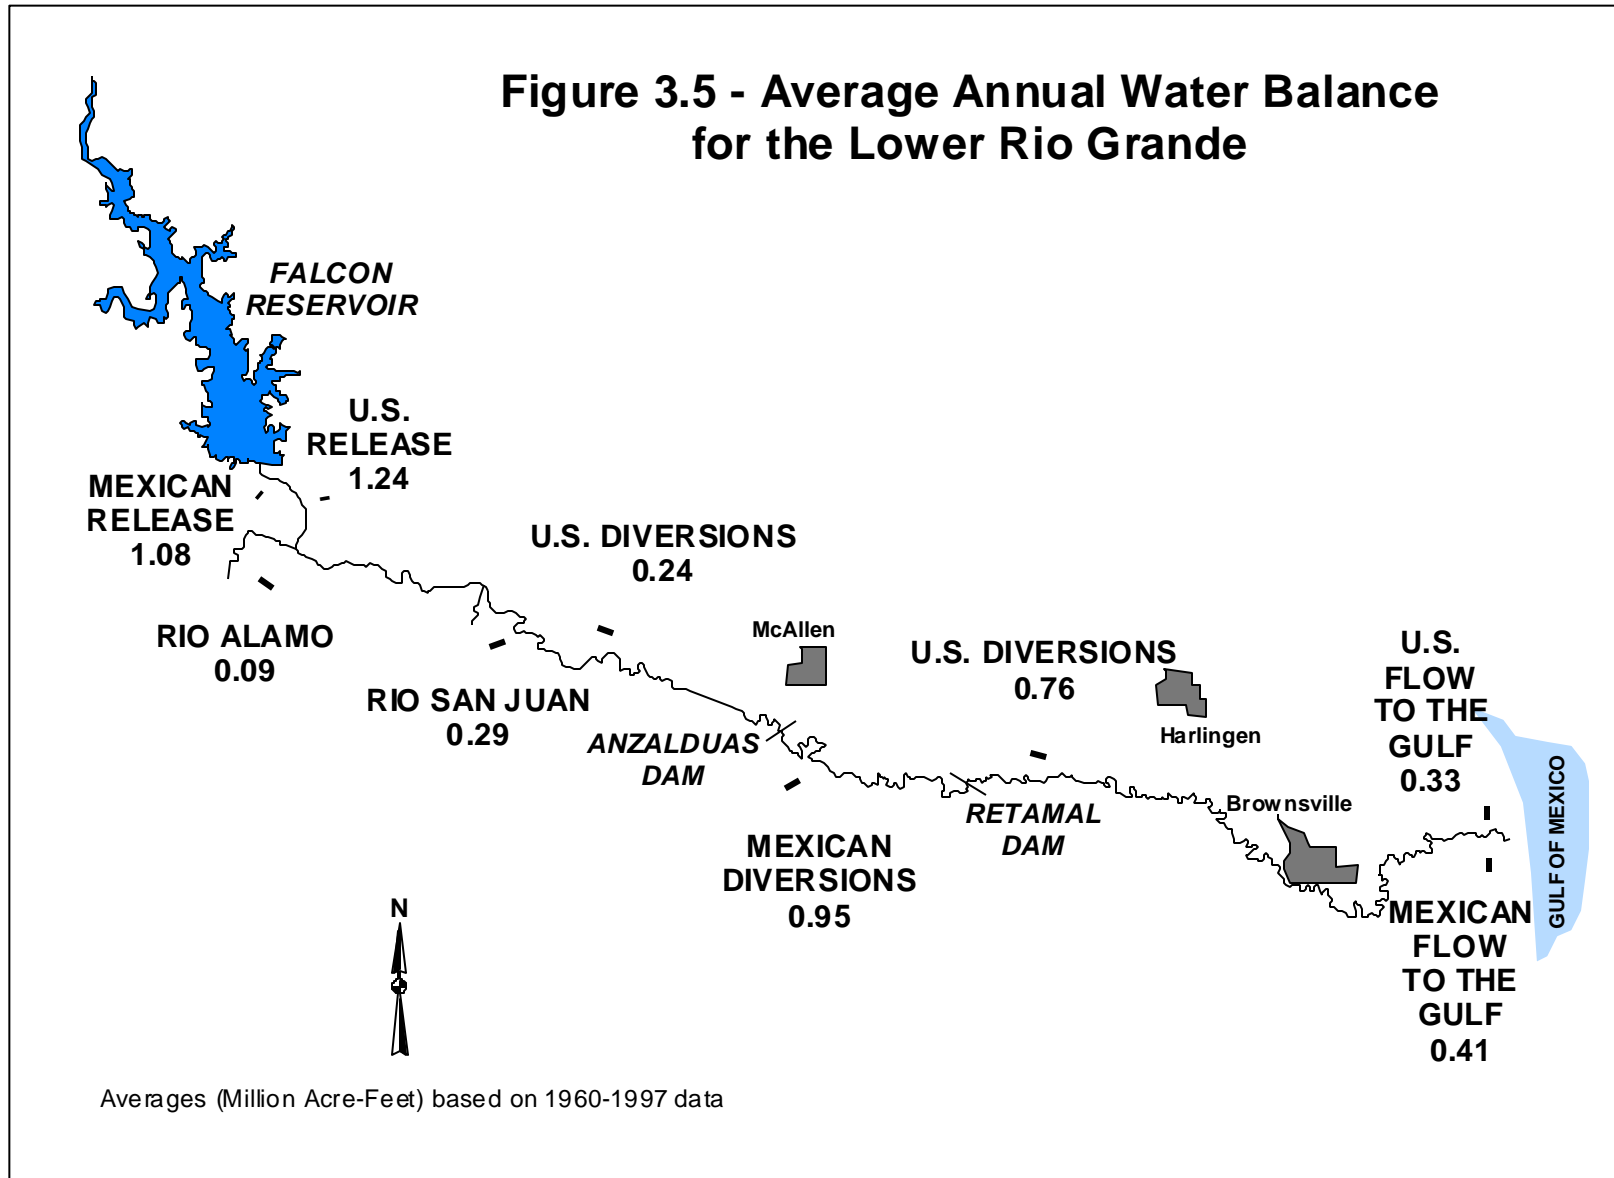 Figure 3.5 - Average Annual Water Balance
for the Lower Rio Grande
FALCON
RESERVOIR
U.S.
RELEASE
1.24
MEXICAN
RELEASE
1.08
U.S. DIVERSIONS
0.24
RIO ALAMO
0.09
RIO SAN JUAN
0.29
McAllen
ANZALDUAS
DAM
U.S. DIVERSIONS
0.76
Harlingen
MEXICAN
DIVERSIONS
0.95
RETAMAL
DAM
Brownsville
U.S.
FLOW
TO THE
GULF
0.33
GULF OF MEXICO
MEXICAN
FLOW
TO THE
GULF
0.41
N
Averages (Million Acre-Feet) based on 1960-1997 data